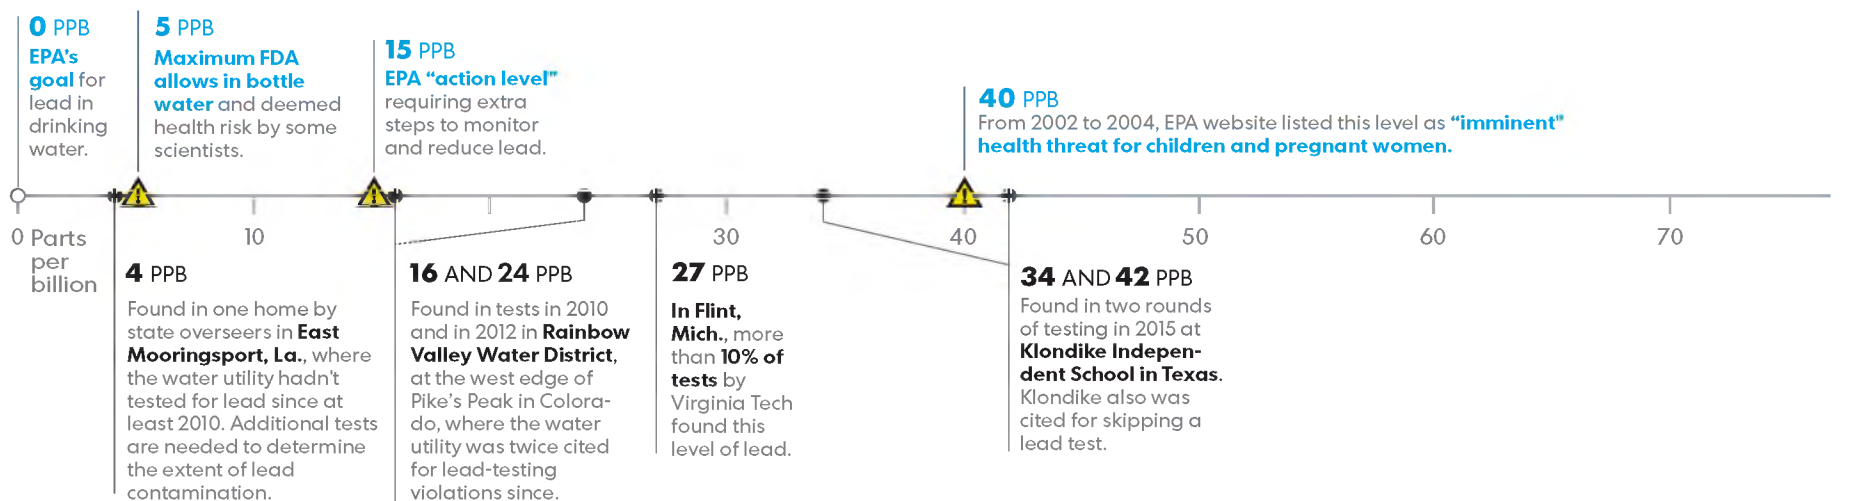 0 PPB
EPA's
goal for
lead in
drinking
water.
5 PPB
Maximum FDA
allows in bottle
water and deemed
health risk by some
scientists.
15 PPB
EPA “action level”
requiring extra
steps to monitor
and reduce lead.
40 PPB
From 2002 to 2004, EPA website listed this level as “imminent”
health threat for children and pregnant women.
0 Parts
per
billion
10
30
40
50
60
70
4 PPB
Found in one home by
state overseers in East
Mooringsport, La., where
the water utility hadn't
tested for lead since at
least 2010. Additional tests
are needed to determine
the extent of lead
contamination.
16 AND 24 PPB
Found in tests in 2010
and in 2012 in Rainbow
Valley Water District,
at the west edge of
Pike's Peak in Colora-
do, where the water
utility was twice cited
for lead-testing
violations since.
27 PPB
In Flint,
Mich., more
than 10% of
tests by
Virginia Tech
found this
level of lead.
34 AND 42 PPB
Found in two rounds
of testing in 2015 at
Klondike Indepen-
dent School in Texas.
Klondike also was
cited for skipping a
lead test.